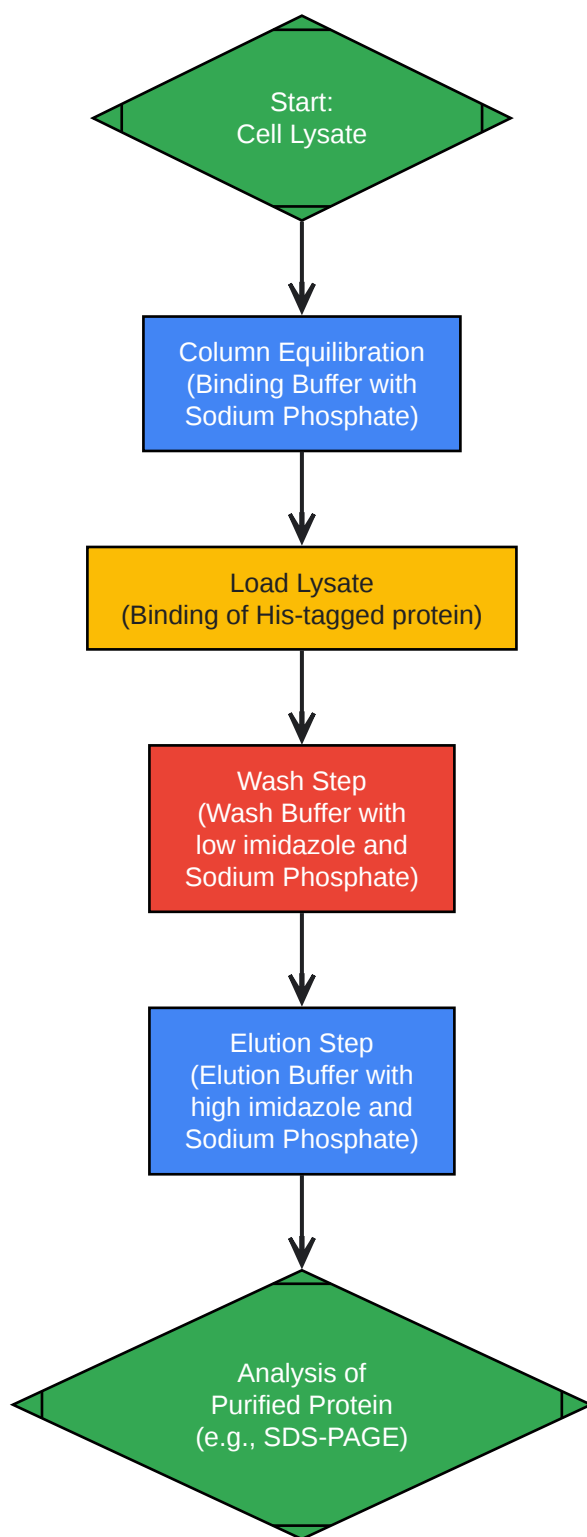 Start:
Cell Lysate
Column Equilibration
(Binding Buffer with
Sodium Phosphate)
Load Lysate
(Binding of His-tagged protein)
Wash Step
(Wash Buffer with
low imidazole and
Sodium Phosphate)
Elution Step
(Elution Buffer with
high imidazole and
Sodium Phosphate)
Analysis of
Purified Protein
(e.g., SDS-PAGE)